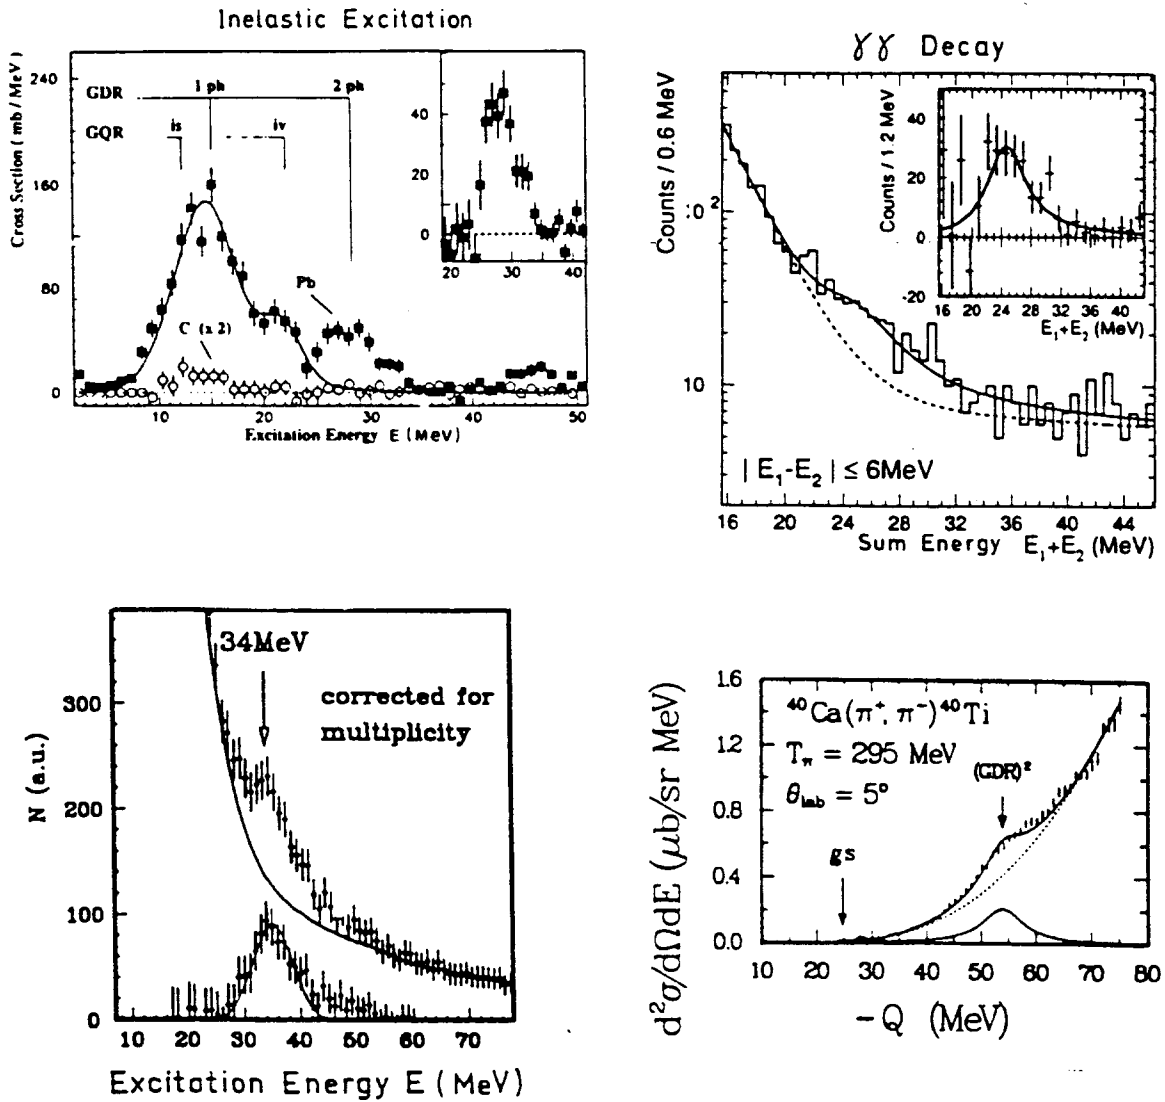 Inelastic Excitation
Cross Section ( mb / MeV )
240
160
80
0
GDR
1 ph
2 ph
GQR
is
iv
Pb
C (x 2)
40
20
0
20
30
40
10
20
30
40
50
Excitation Energy E (MeV)
γγ Decay
Counts / 0.6 MeV
10²
10
Counts / 1.2 MeV
40
20
0
-20
16
20
24
28
32
36
40
E₁+E₂ (MeV)
| E₁-E₂ | ≤ 6MeV
16
20
24
28
32
36
40
44
Sum Energy E₁+E₂ (MeV)
34MeV
corrected for
multiplicity
N (a.u.)
300
200
100
0
10
20
30
40
50
60
70
Excitation Energy E (MeV)
d²σ/dΩdE (μb/sr MeV)
1.6
1.2
0.8
0.4
0.0
⁴⁰Ca(π⁺, π⁻)⁴⁰Ti
Tπ = 295 MeV
θlab = 5°
(GDR)²
gs
10
20
30
40
50
60
70
80
−Q (MeV)